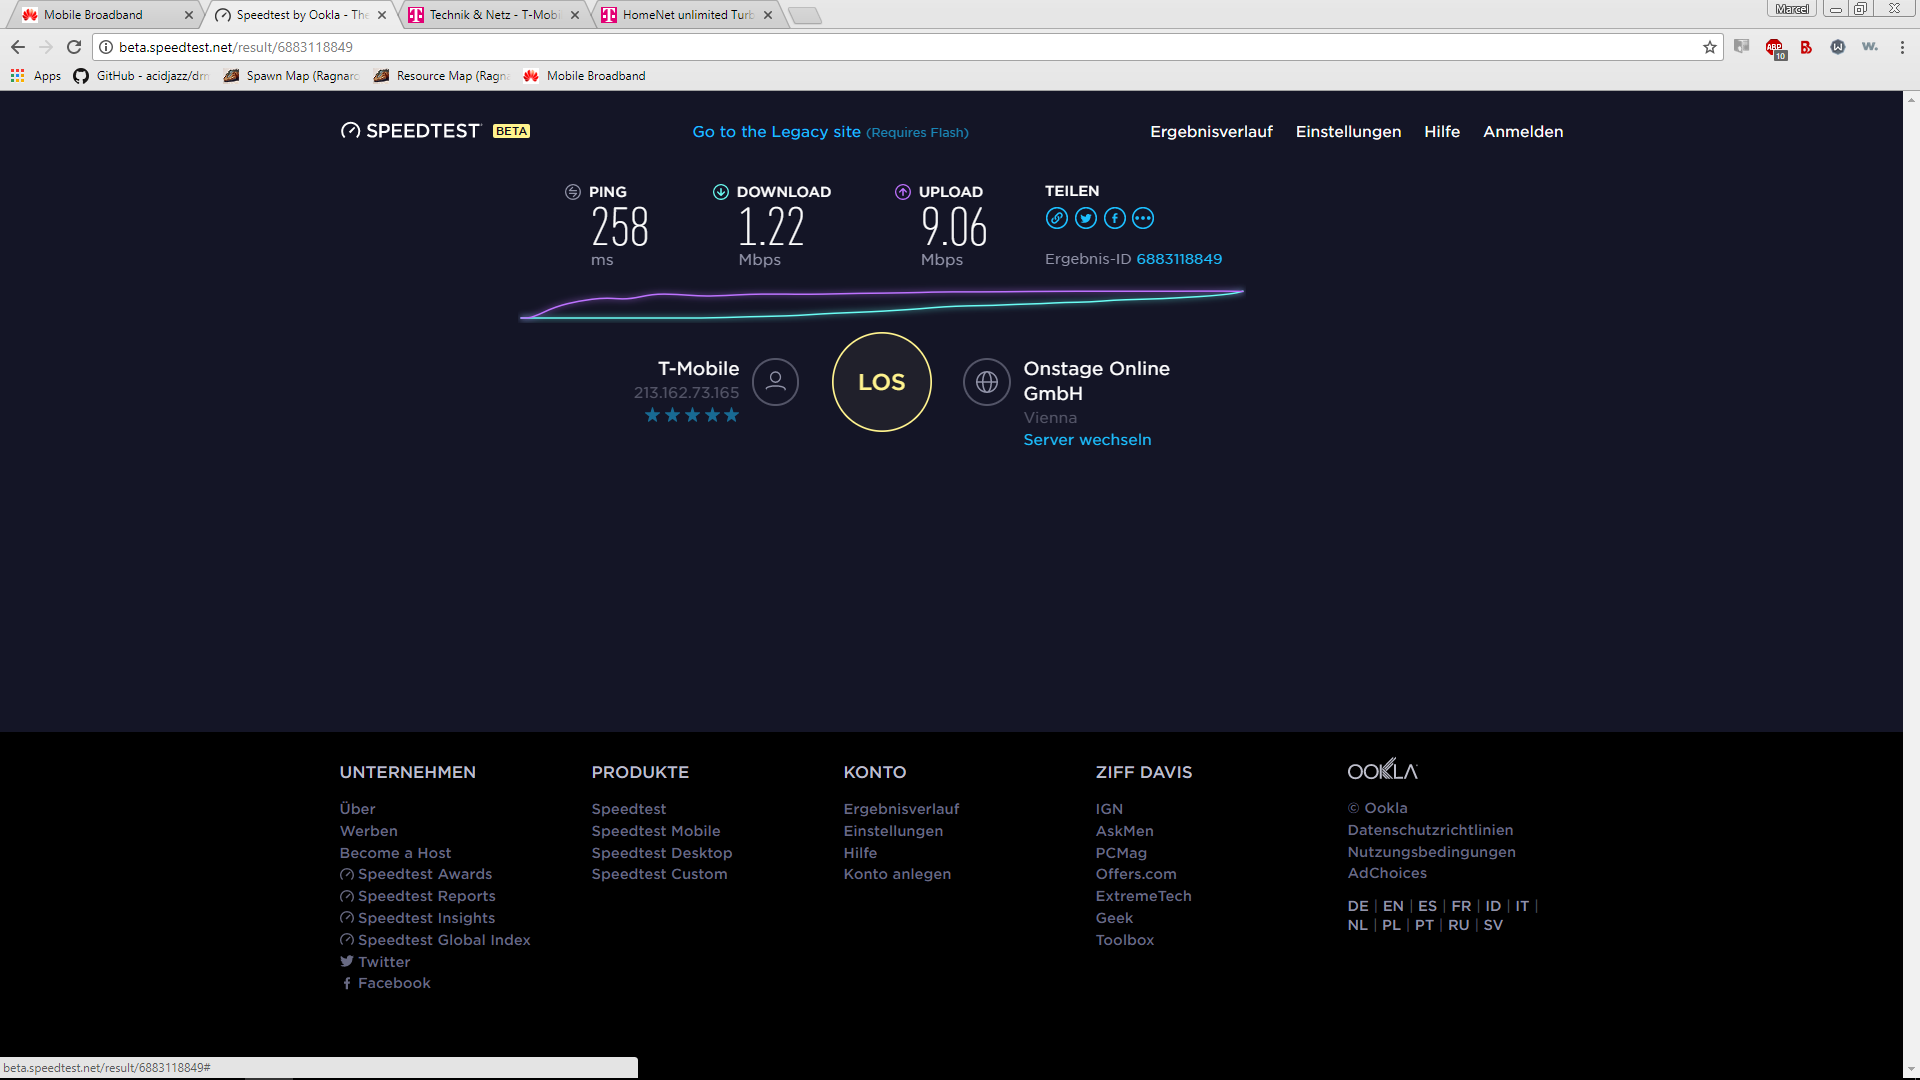 Mobile Broadband
Speedtest by Ookla - The
Technik & Netz - T-Mobi
HomeNet unlimited Turb
Marcel
beta.speedtest.net/result/6883118849
ABP
10
W
w.
Apps
GitHub - acidjazz/drn
Spawn Map (Ragnaro
Resource Map (Ragna
Mobile Broadband
SPEEDTEST BETA
Go to the Legacy site (Requires Flash)
Ergebnisverlauf
Einstellungen
Hilfe
Anmelden
PING
258
ms
DOWNLOAD
1.22
Mbps
UPLOAD
9.06
Mbps
TEILEN
Ergebnis-ID 6883118849
T-Mobile
213.162.73.165
LOS
Onstage Online
GmbH
Vienna
Server wechseln
UNTERNEHMEN
Über
Werben
Become a Host
Speedtest Awards
Speedtest Reports
Speedtest Insights
Speedtest Global Index
Twitter
Facebook
PRODUKTE
Speedtest
Speedtest Mobile
Speedtest Desktop
Speedtest Custom
KONTO
Ergebnisverlauf
Einstellungen
Hilfe
Konto anlegen
ZIFF DAVIS
IGN
AskMen
PCMag
Offers.com
ExtremeTech
Geek
Toolbox
OOKLA
© Ookla
Datenschutzrichtlinien
Nutzungsbedingungen
AdChoices
DE | EN | ES | FR | ID | IT |
NL | PL | PT | RU | SV
beta.speedtest.net/result/6883118849#